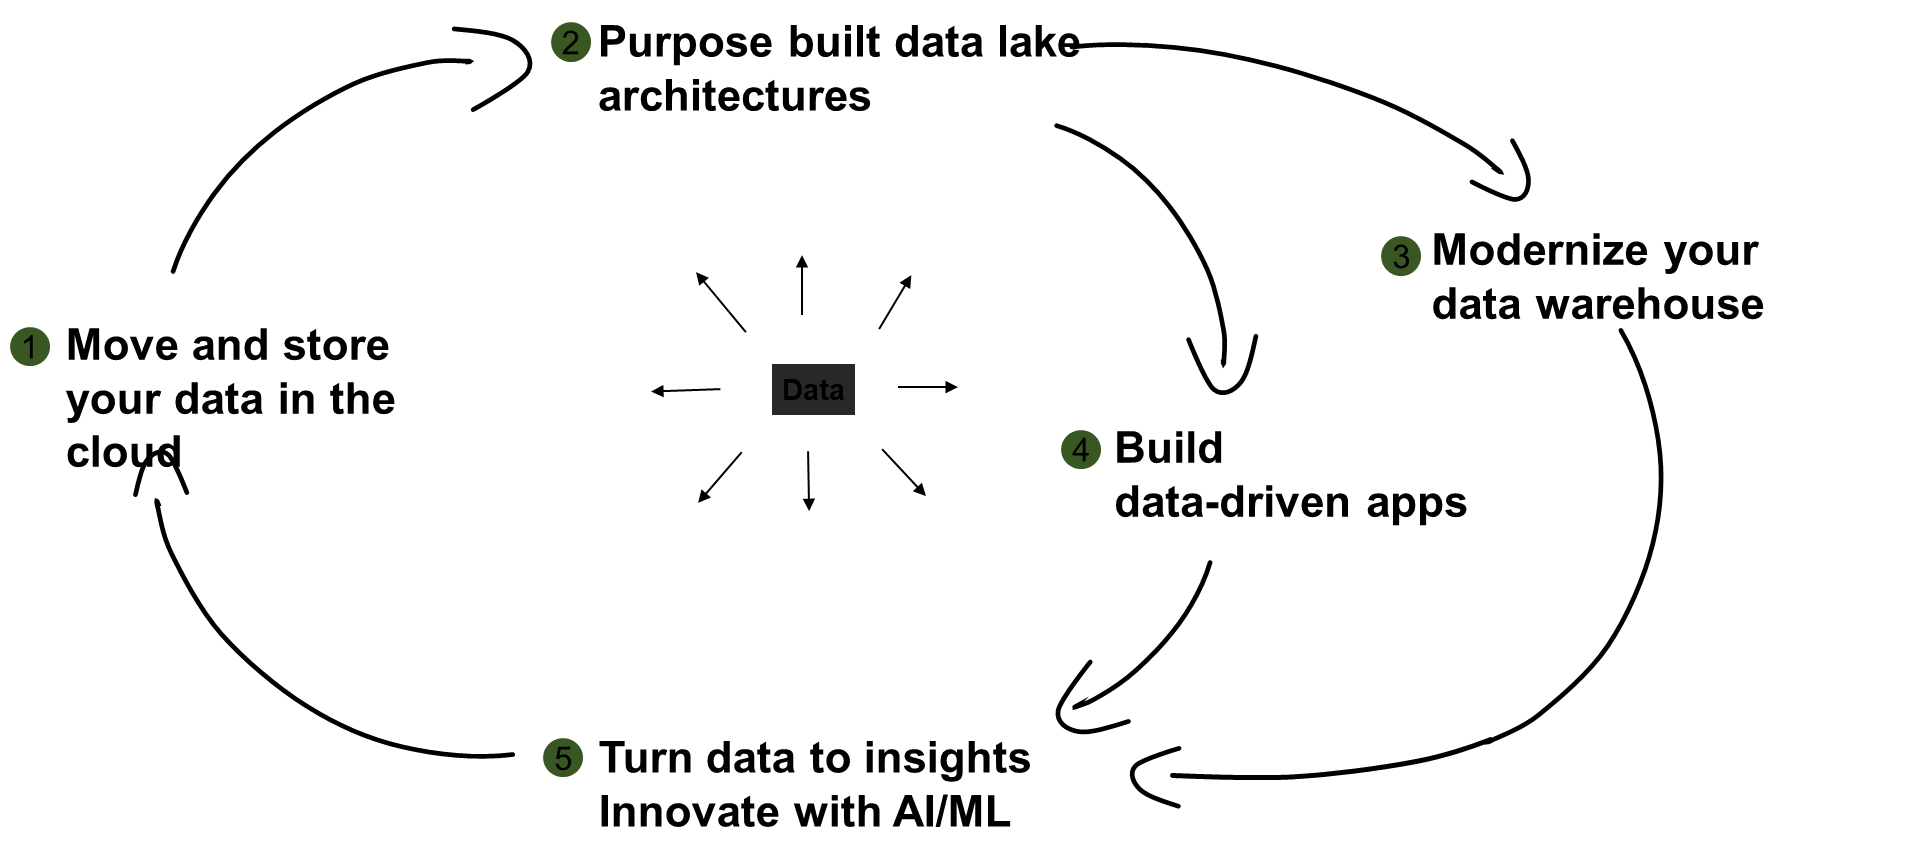 2 Purpose built data lake
architectures
3 Modernize your
data warehouse
1 Move and store
your data in the
cloud
Data
4 Build
data-driven apps
5 Turn data to insights
Innovate with AI/ML